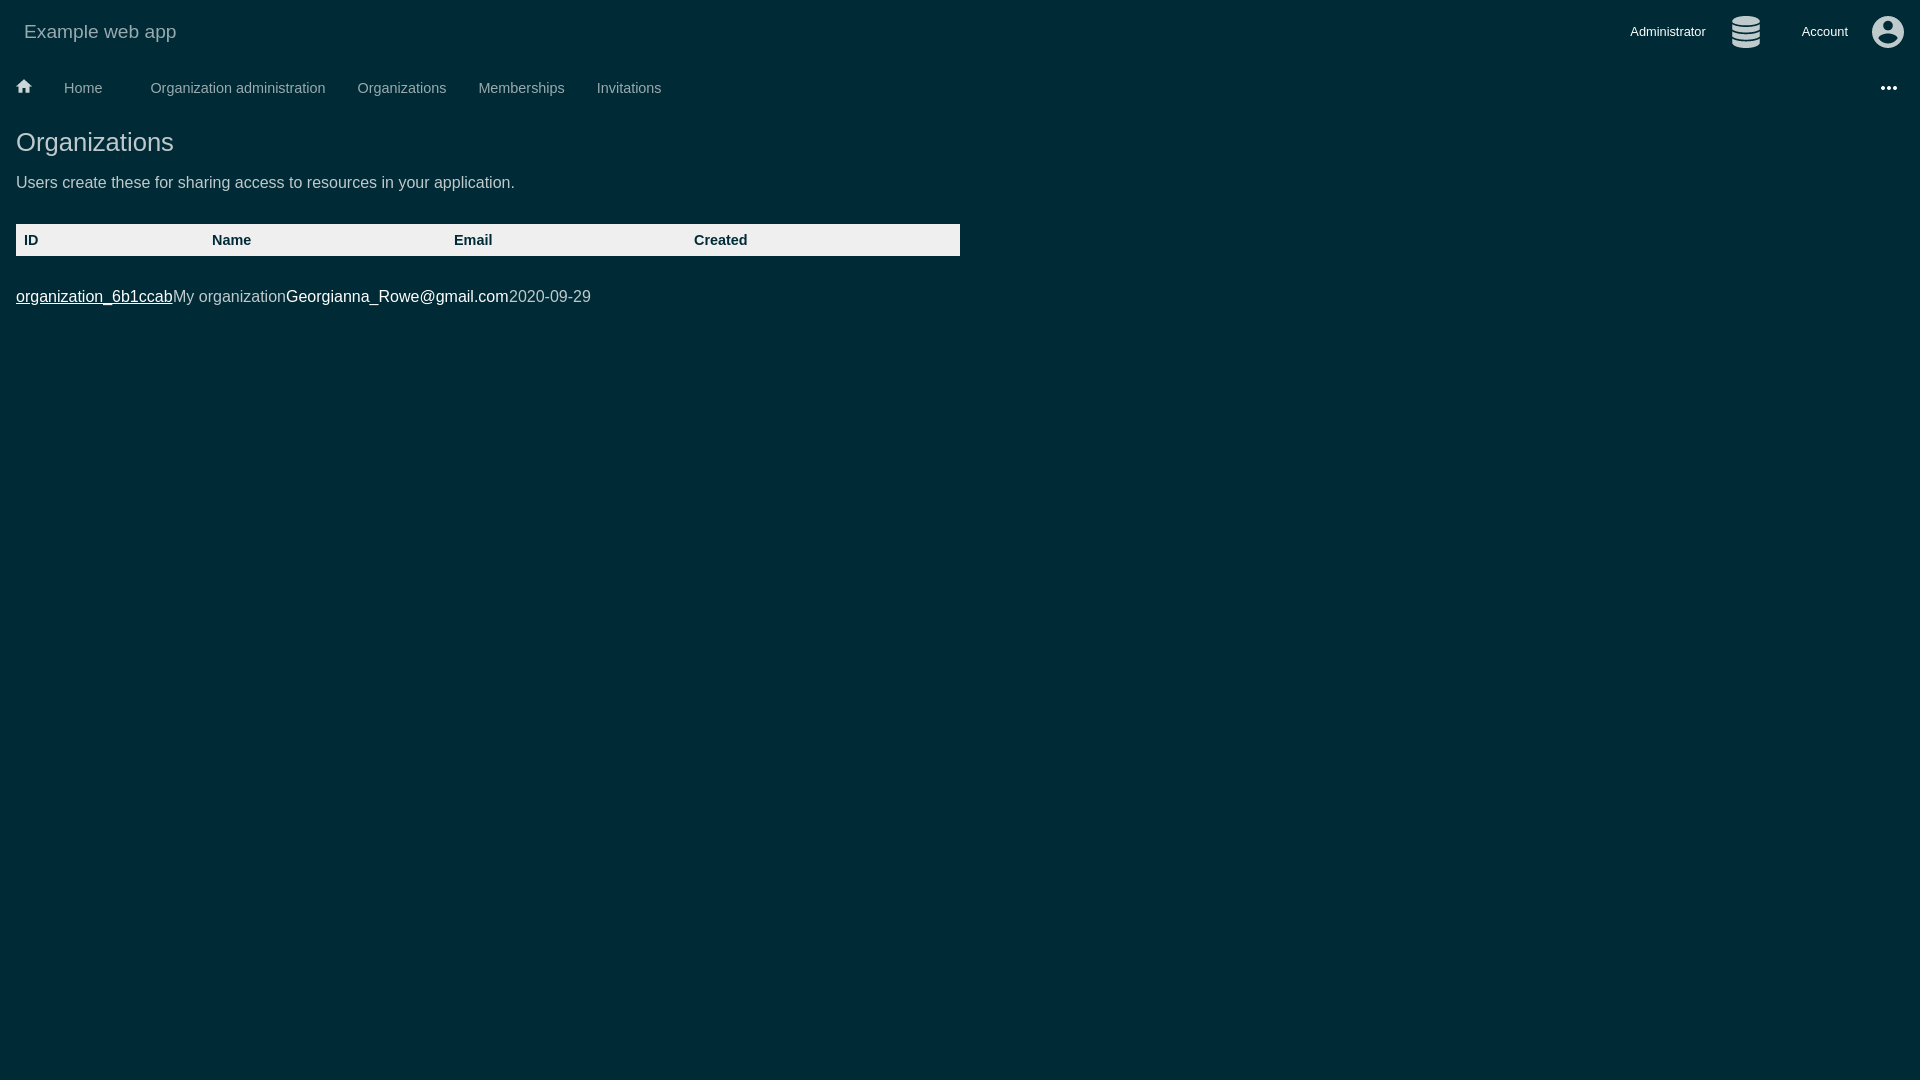 Example web app
Administrator
Account
Home
Organization administration
Organizations
Memberships
Invitations
Organizations
Users create these for sharing access to resources in your application.
ID Name Email Created
organization_6b1ccabMy organizationGeorgianna_Rowe@gmail.com2020-09-29